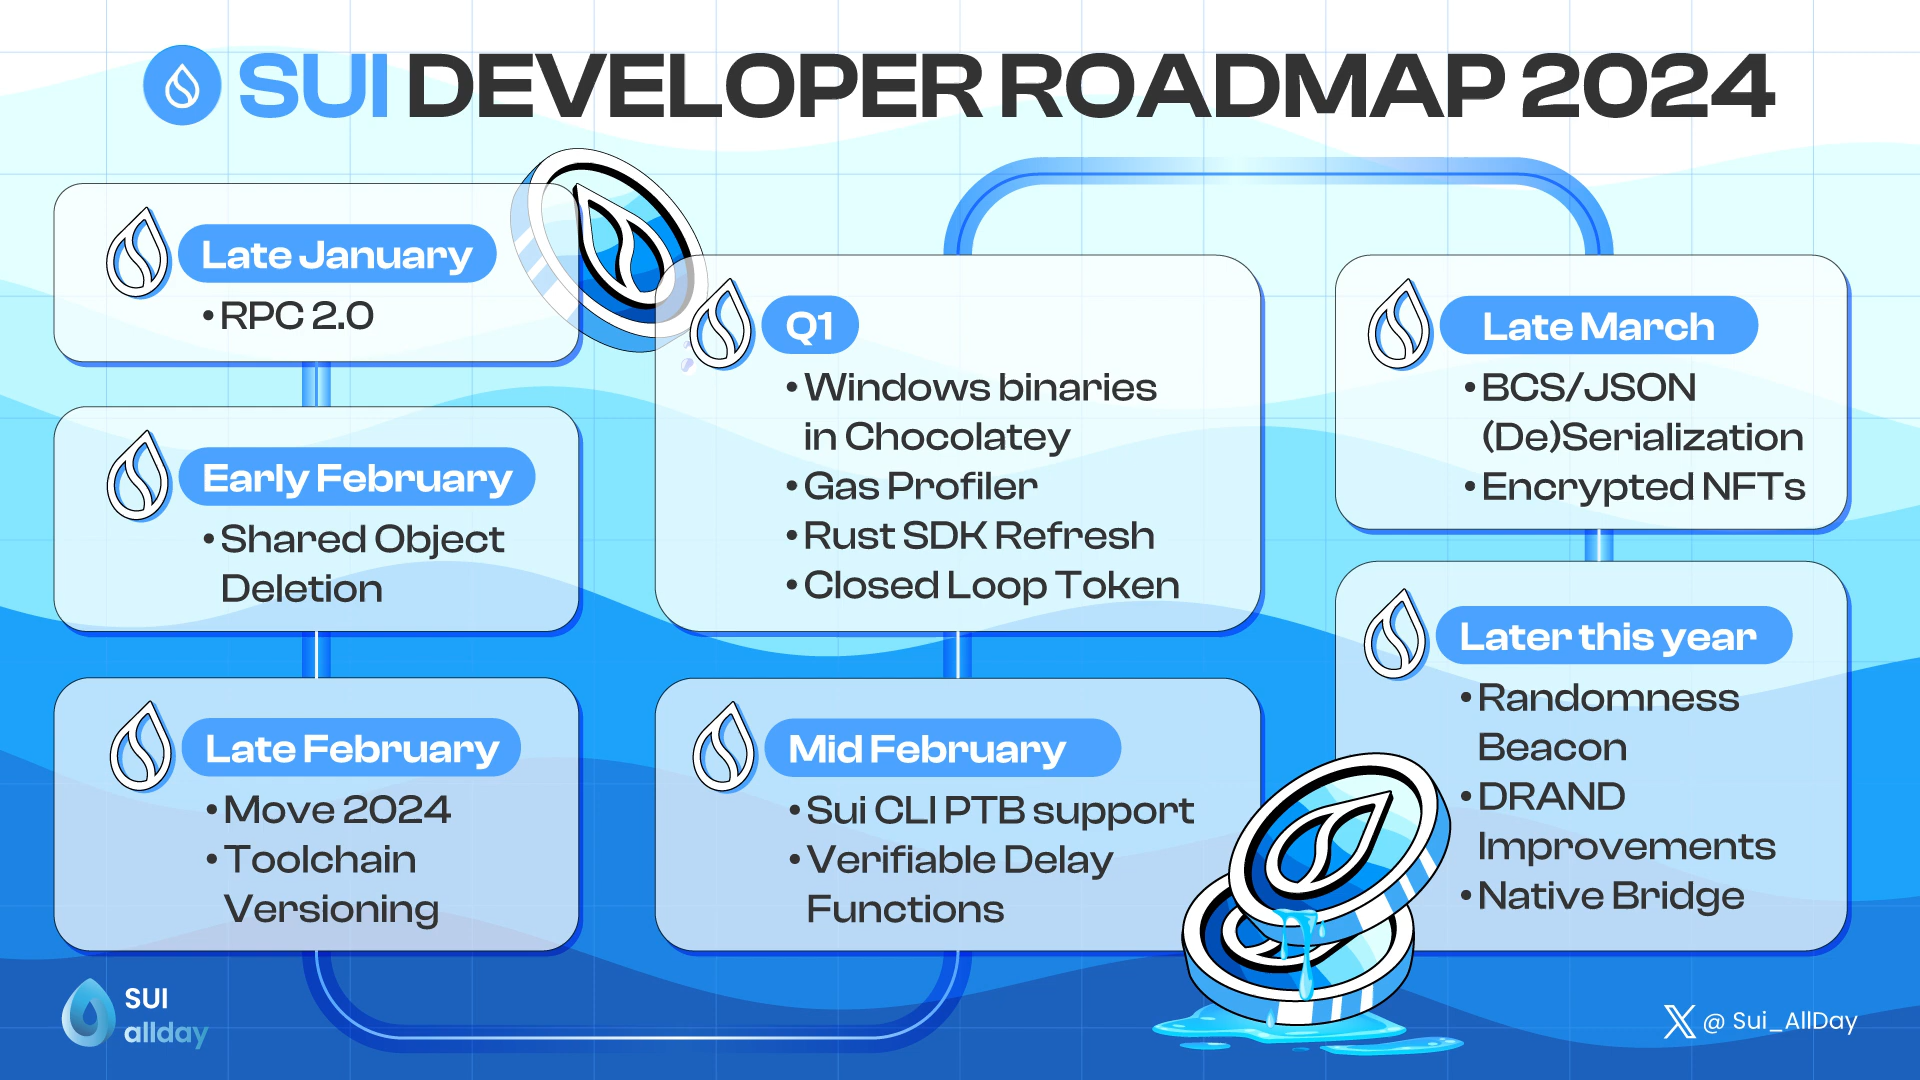 SUI DEVELOPER ROADMAP 2024
Late January
• RPC 2.0
Early February
• Shared Object
Deletion
Late February
• Move 2024
• Toolchain
Versioning
Mid February
• Sui CLI PTB support
• Verifiable Delay
Functions
Q1
• Windows binaries
in Chocolatey
• Gas Profiler
• Rust SDK Refresh
• Closed Loop Token
Late March
• BCS/JSON
(De)Serialization
• Encrypted NFTs
Later this year
• Randomness
Beacon
• DRAND
Improvements
• Native Bridge
SUI
allday
@ Sui_AllDay